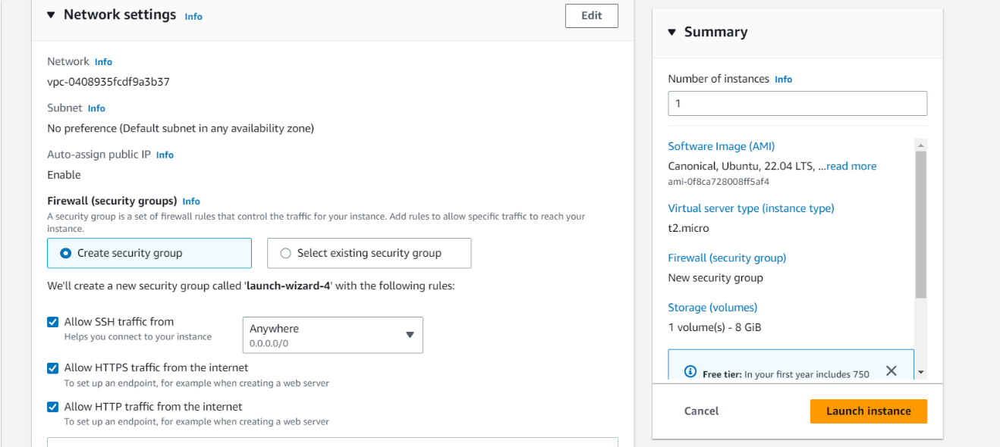 Network settings Info
Edit
Network Info
vpc-0408935fcdf9a3b37
Subnet Info
No preference (Default subnet in any availability zone)
Auto-assign public IP Info
Enable
Firewall (security groups) Info
A security group is a set of firewall rules that control the traffic for your instance. Add rules to allow specific traffic to reach your
instance.
Create security group
Select existing security group
We'll create a new security group called 'launch-wizard-4' with the following rules:
Allow SSH traffic from
Helps you connect to your instance
Anywhere
0.0.0.0/0
Allow HTTPS traffic from the internet
To set up an endpoint, for example when creating a web server
Allow HTTP traffic from the internet
To set up an endpoint, for example when creating a web server
Summary
Number of instances Info
1
Software Image (AMI)
Canonical, Ubuntu, 22.04 LTS, ...read more
ami-0f8ca728008ff5af4
Virtual server type (instance type)
t2.micro
Firewall (security group)
New security group
Storage (volumes)
1 volume(s) - 8 GiB
Free tier: In your first year includes 750
Cancel
Launch instance